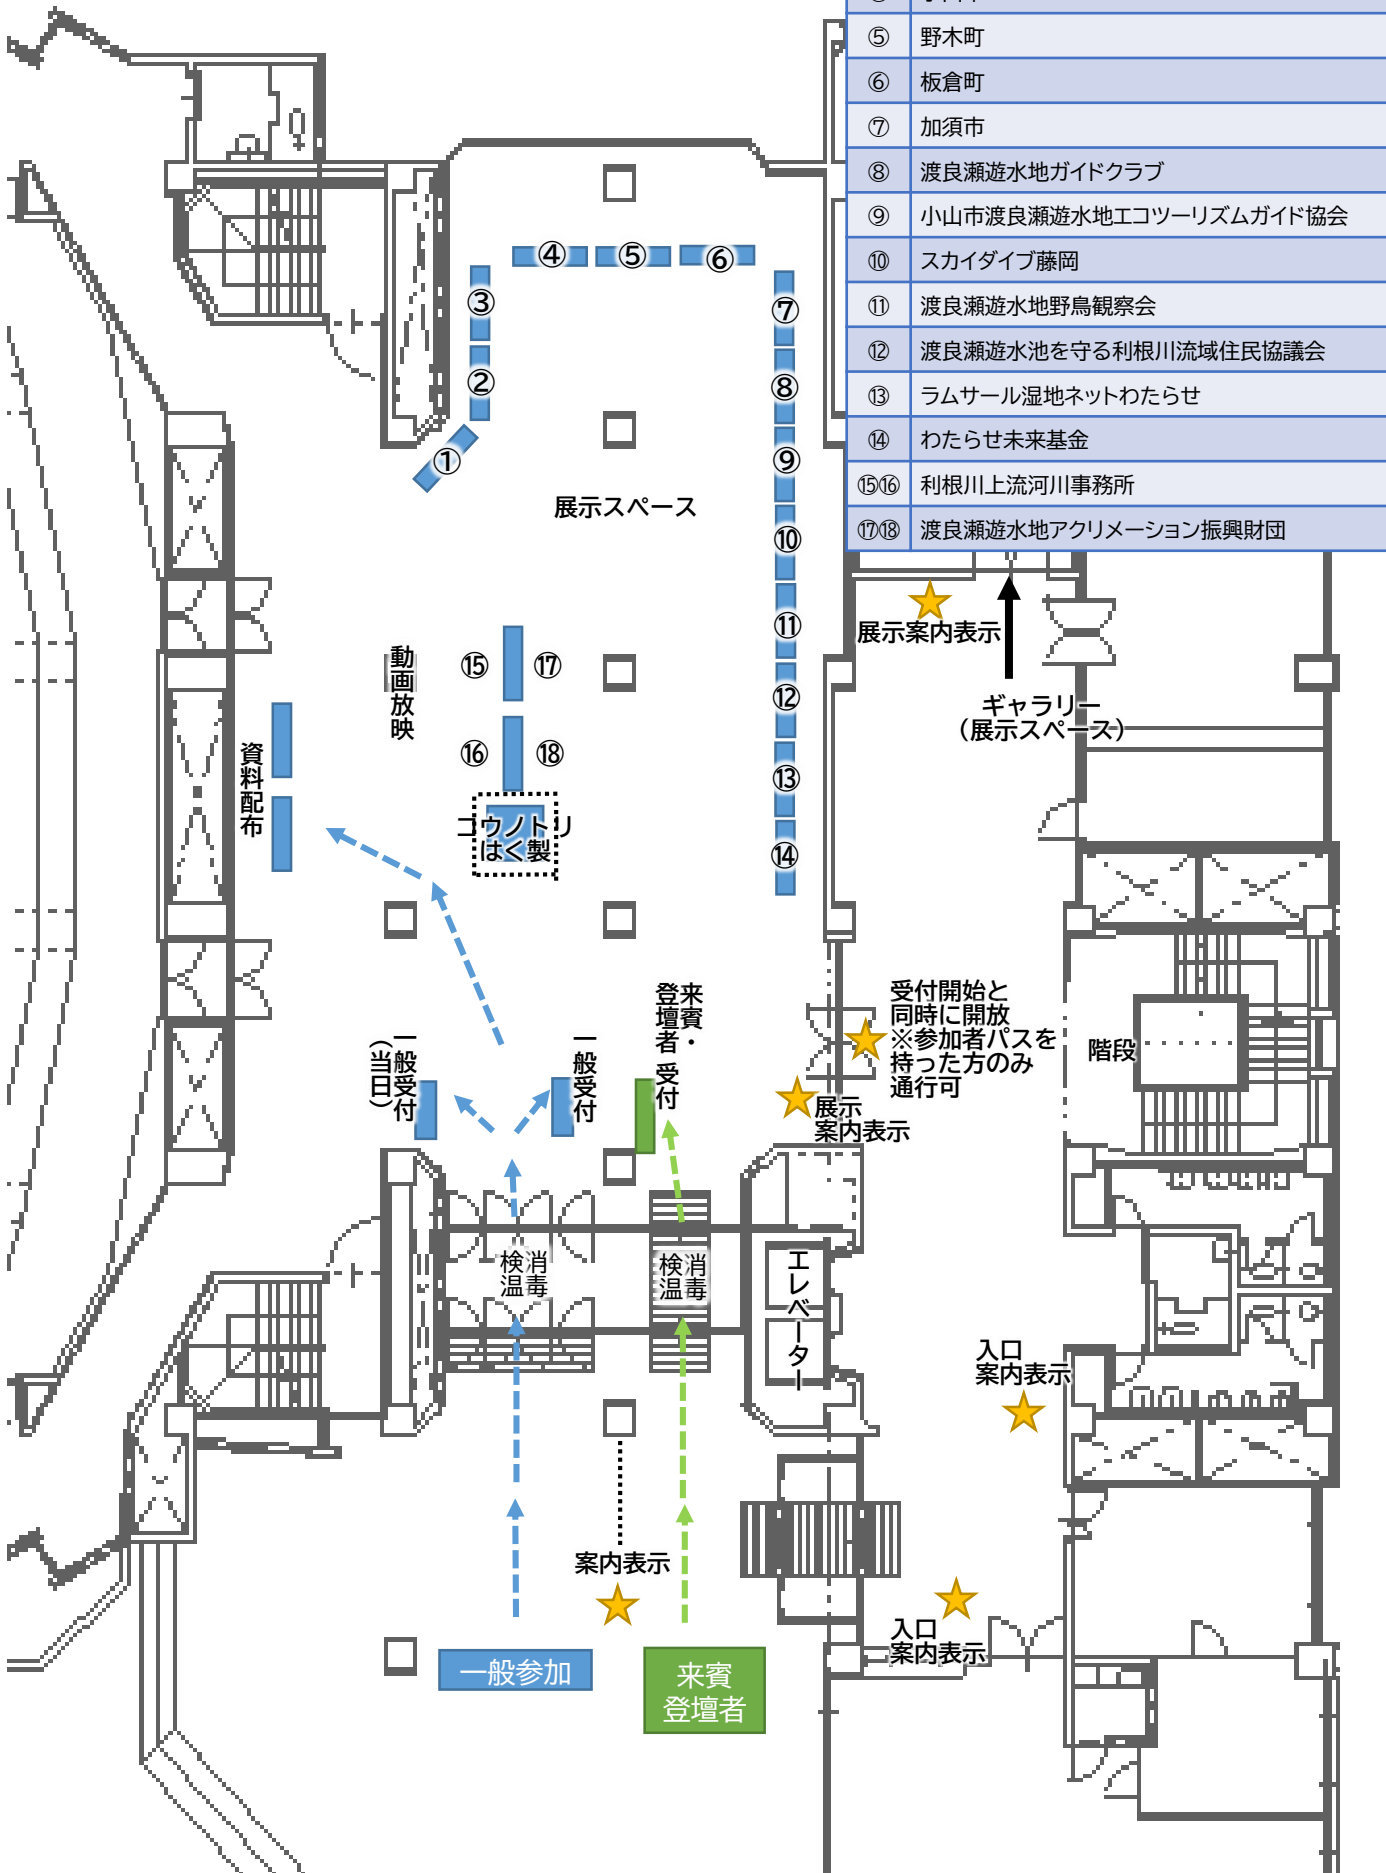 ⑤ 野木町
⑥ 板倉町
⑦ 加須市
⑧ 渡良瀬遊水地ガイドクラブ
⑨ 小山市渡良瀬遊水地エコツーリズムガイド協会
⑩ スカイダイブ藤岡
⑪ 渡良瀬遊水地野鳥観察会
⑫ 渡良瀬遊水池を守る利根川流域住民協議会
⑬ ラムサール湿地ネットわたらせ
⑭ わたらせ未来基金
⑮⑯ 利根川上流河川事務所
⑰⑱ 渡良瀬遊水地アクリメーション振興財団
④
⑤
⑥
③
②
①
⑦
⑧
⑨
⑩
⑪
⑫
⑬
⑭
展示スペース
展示案内表示
ギャラリー
（展示スペース）
動画放映
⑮
⑰
⑯
⑱
資料配布
コウノトリ
はく製
来賓・
登壇者 受付
一般受付
（当日）
一般受付
受付開始と
同時に開放
※参加者パスを
持った方のみ
通行可
階段
展示
案内表示
消毒
検温
消毒
検温
エレベーター
入口
案内表示
案内表示
入口
案内表示
一般参加
来賓
登壇者